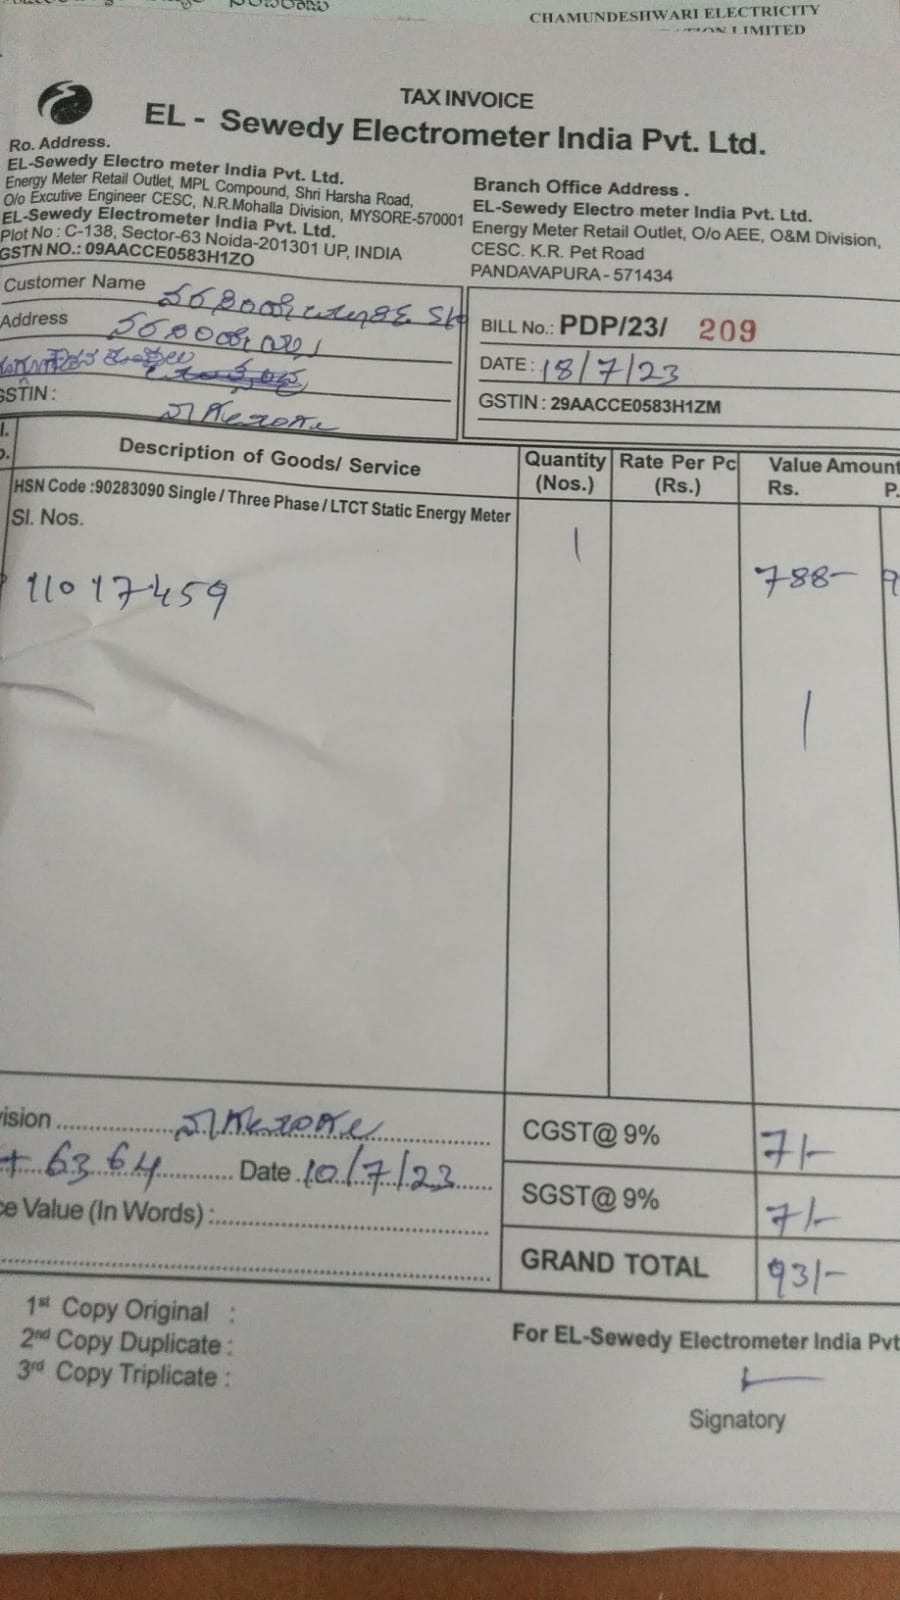 CHAMUNDESHWARI ELECTRICITY
LIMITED
TAX INVOICE
EL - Sewedy Electrometer India Pvt. Ltd.
Ro. Address.
EL-Sewedy Electro meter India Pvt. Ltd.
Energy Meter Retail Outlet, MPL Compound, Shri Harsha Road,
O/o Excutive Engineer CESC, N.R.Mohalla Division, MYSORE-570001
EL-Sewedy Electrometer India Pvt. Ltd.
Plot No : C-138, Sector-63 Noida-201301 UP, INDIA
GSTN NO.: 09AACCE0583H1ZO
Branch Office Address .
EL-Sewedy Electro meter India Pvt. Ltd.
Energy Meter Retail Outlet, O/o AEE, O&M Division,
CESC. K.R. Pet Road
PANDAVAPURA - 571434
Customer Name
Address
GSTIN :
BILL No.: PDP/23/ 209
DATE : 18/7/23
GSTIN : 29AACCE0583H1ZM
Description of Goods/ Service
Quantity (Nos.)
Rate Per Pc (Rs.)
Value Amount
Rs. P.
HSN Code :90283090 Single / Three Phase / LTCT Static Energy Meter
Sl. Nos.
1
788-
11017459
CGST@ 9% 71-
6364 Date 10/7/23
SGST@ 9% 71-
Value (In Words) :
GRAND TOTAL 931-
1st Copy Original :
2nd Copy Duplicate :
3rd Copy Triplicate :
For EL-Sewedy Electrometer India Pvt
Signatory